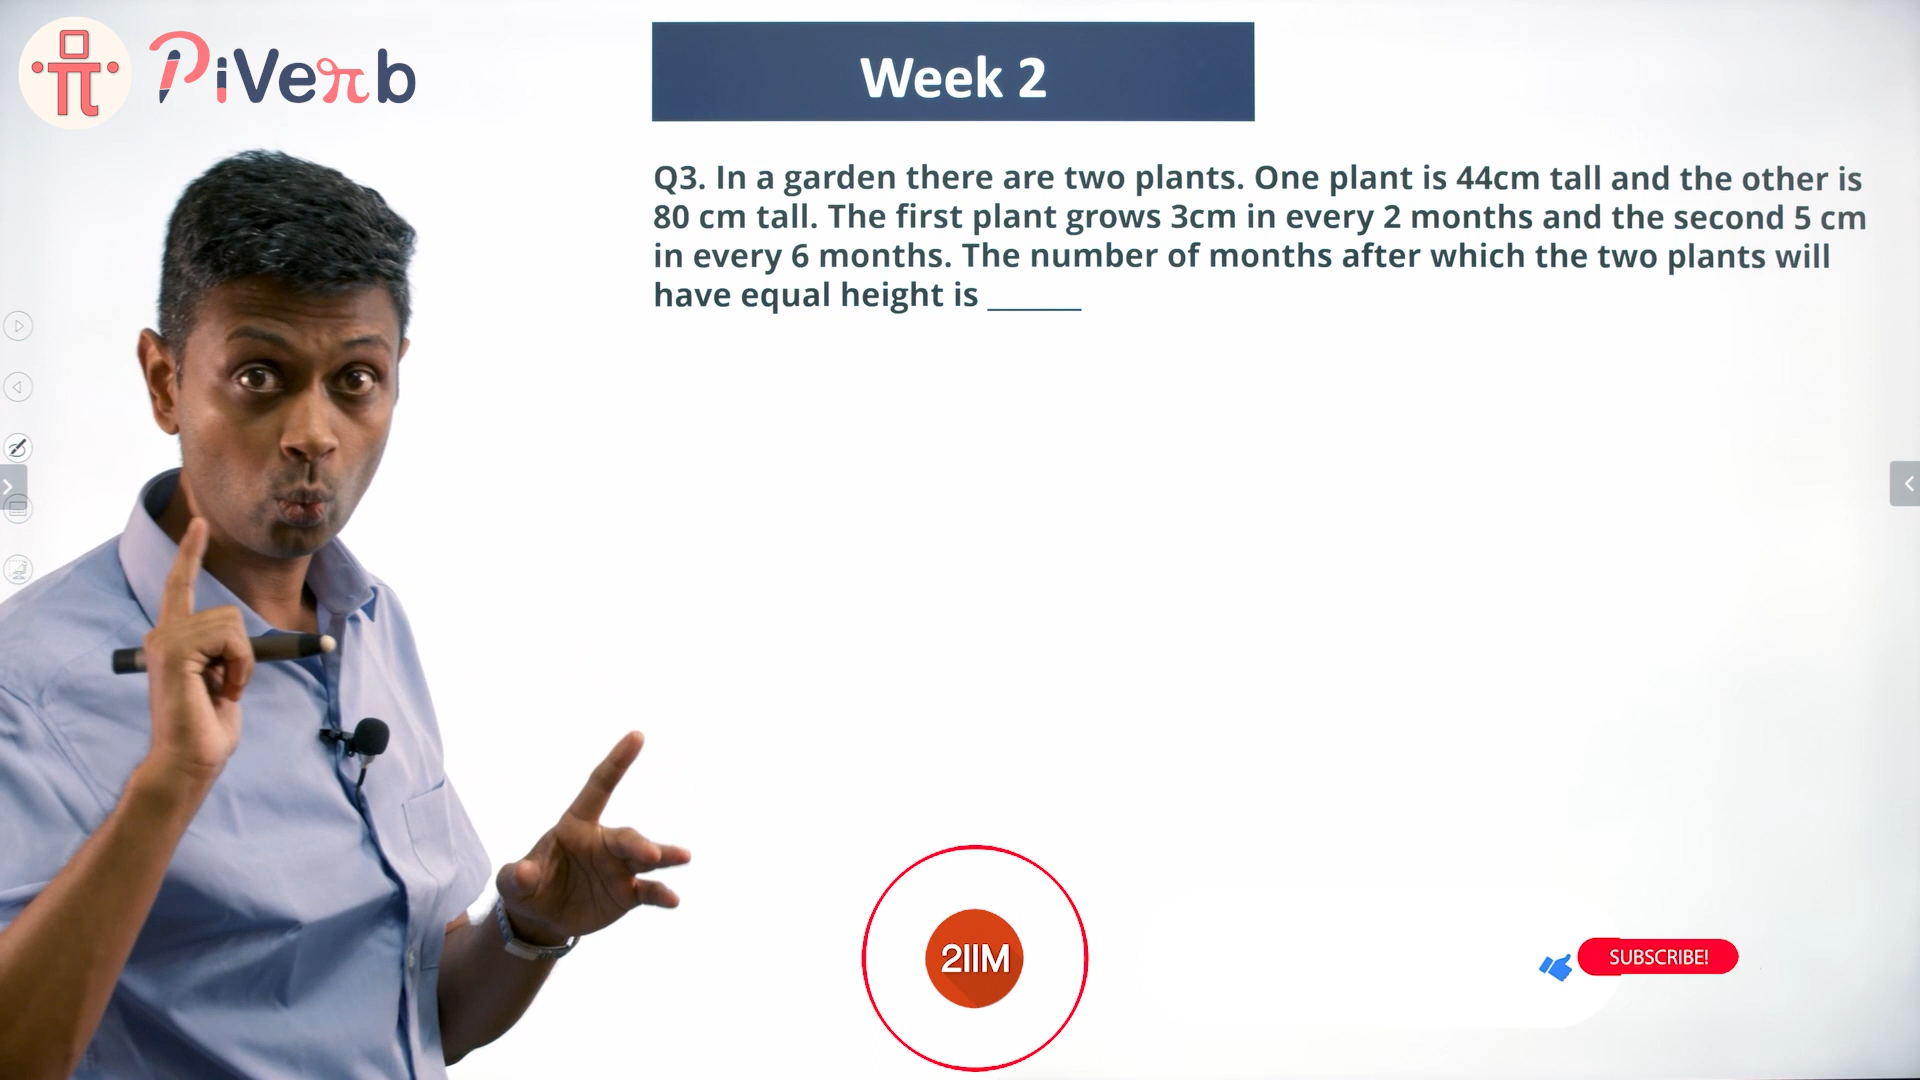 PiVerb
Week 2
Q3. In a garden there are two plants. One plant is 44cm tall and the other is
80 cm tall. The first plant grows 3cm in every 2 months and the second 5 cm
in every 6 months. The number of months after which the two plants will
have equal height is _______
2IIM
SUBSCRIBE!